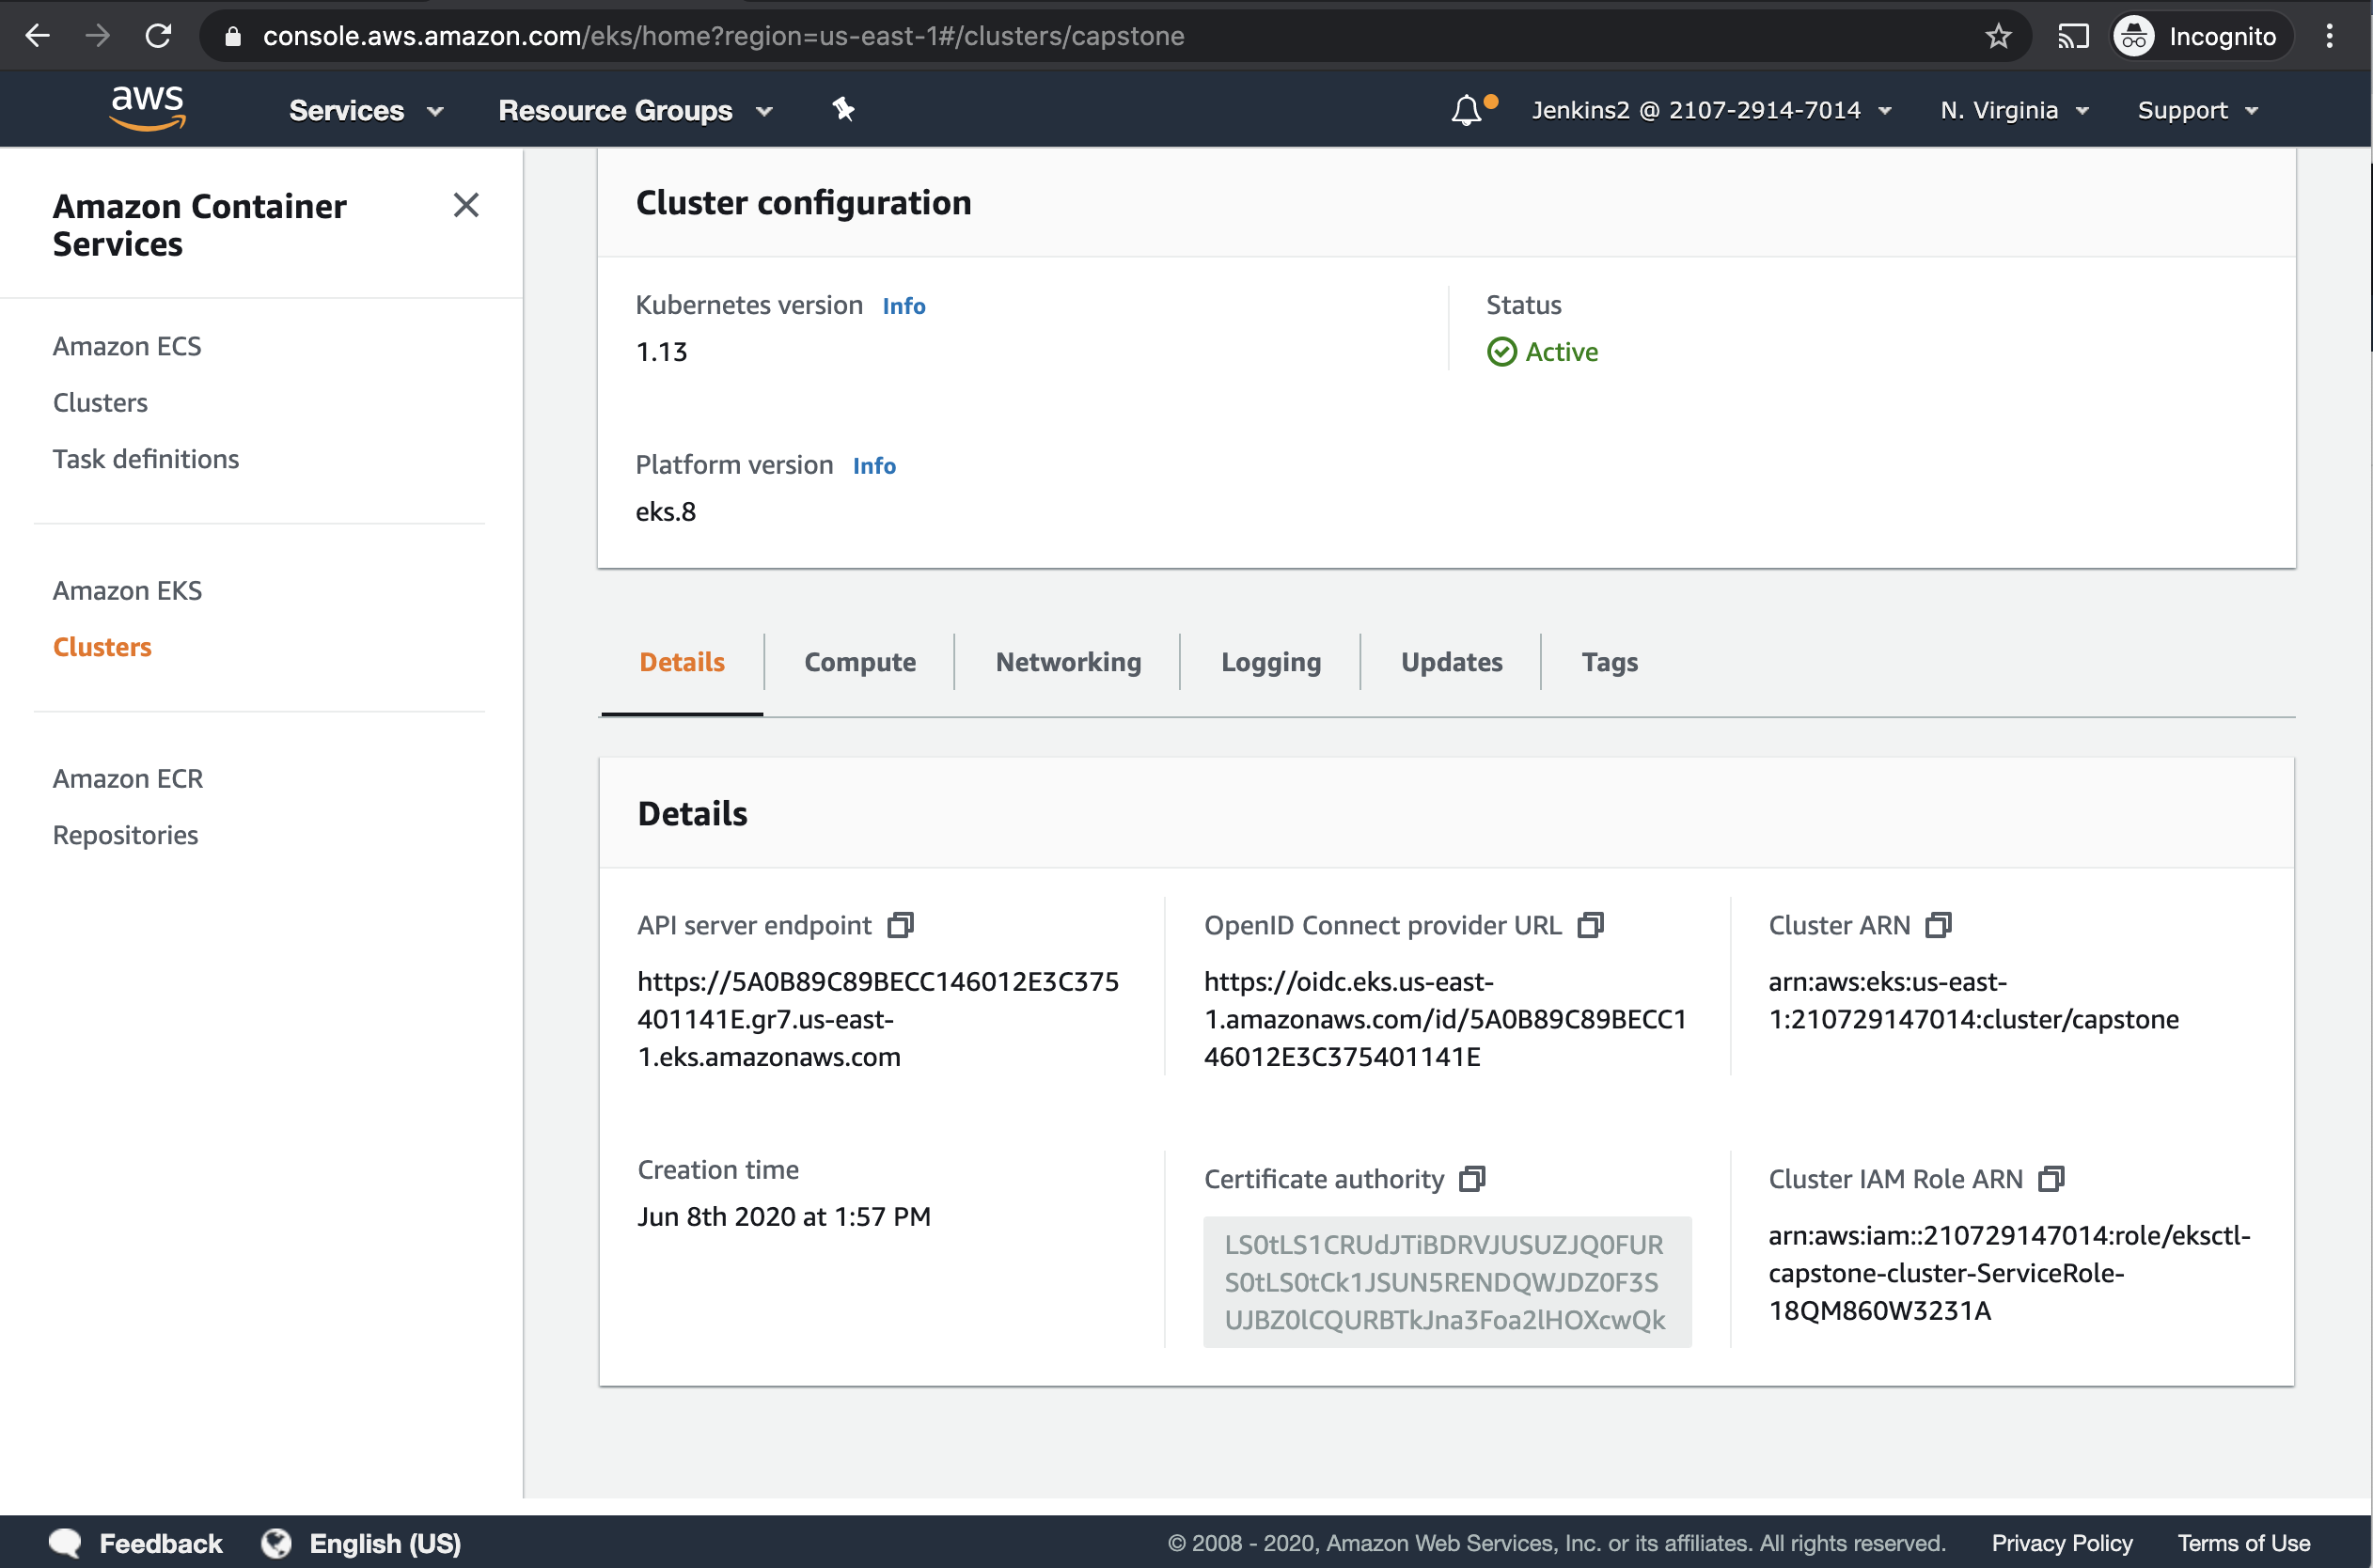 console.aws.amazon.com/eks/home?region=us-east-1#/clusters/capstone
Incognito
aws
Services
Resource Groups
Jenkins2 @ 2107-2914-7014
N. Virginia
Support
Amazon Container
Services
Amazon ECS
Clusters
Task definitions
Amazon EKS
Clusters
Amazon ECR
Repositories
Cluster configuration
Kubernetes version Info
1.13
Status
Active
Platform version Info
eks.8
Details
Compute
Networking
Logging
Updates
Tags
Details
API server endpoint
https://5A0B89C89BECC146012E3C375
401141E.gr7.us-east-
1.eks.amazonaws.com
OpenID Connect provider URL
https://oidc.eks.us-east-
1.amazonaws.com/id/5A0B89C89BECC1
46012E3C375401141E
Cluster ARN
arn:aws:eks:us-east-
1:210729147014:cluster/capstone
Creation time
Jun 8th 2020 at 1:57 PM
Certificate authority
LS0tLS1CRUdJTiBDRVJUSUZJQ0FUR
S0tLS0tCk1JSUN5RENDQWJDZ0F3S
UJBZ0lCQURBTkJna3Foa2lHOXcwQk
Cluster IAM Role ARN
arn:aws:iam::210729147014:role/eksctl-
capstone-cluster-ServiceRole-
18QM860W3231A
Feedback
English (US)
© 2008 - 2020, Amazon Web Services, Inc. or its affiliates. All rights reserved.
Privacy Policy
Terms of Use